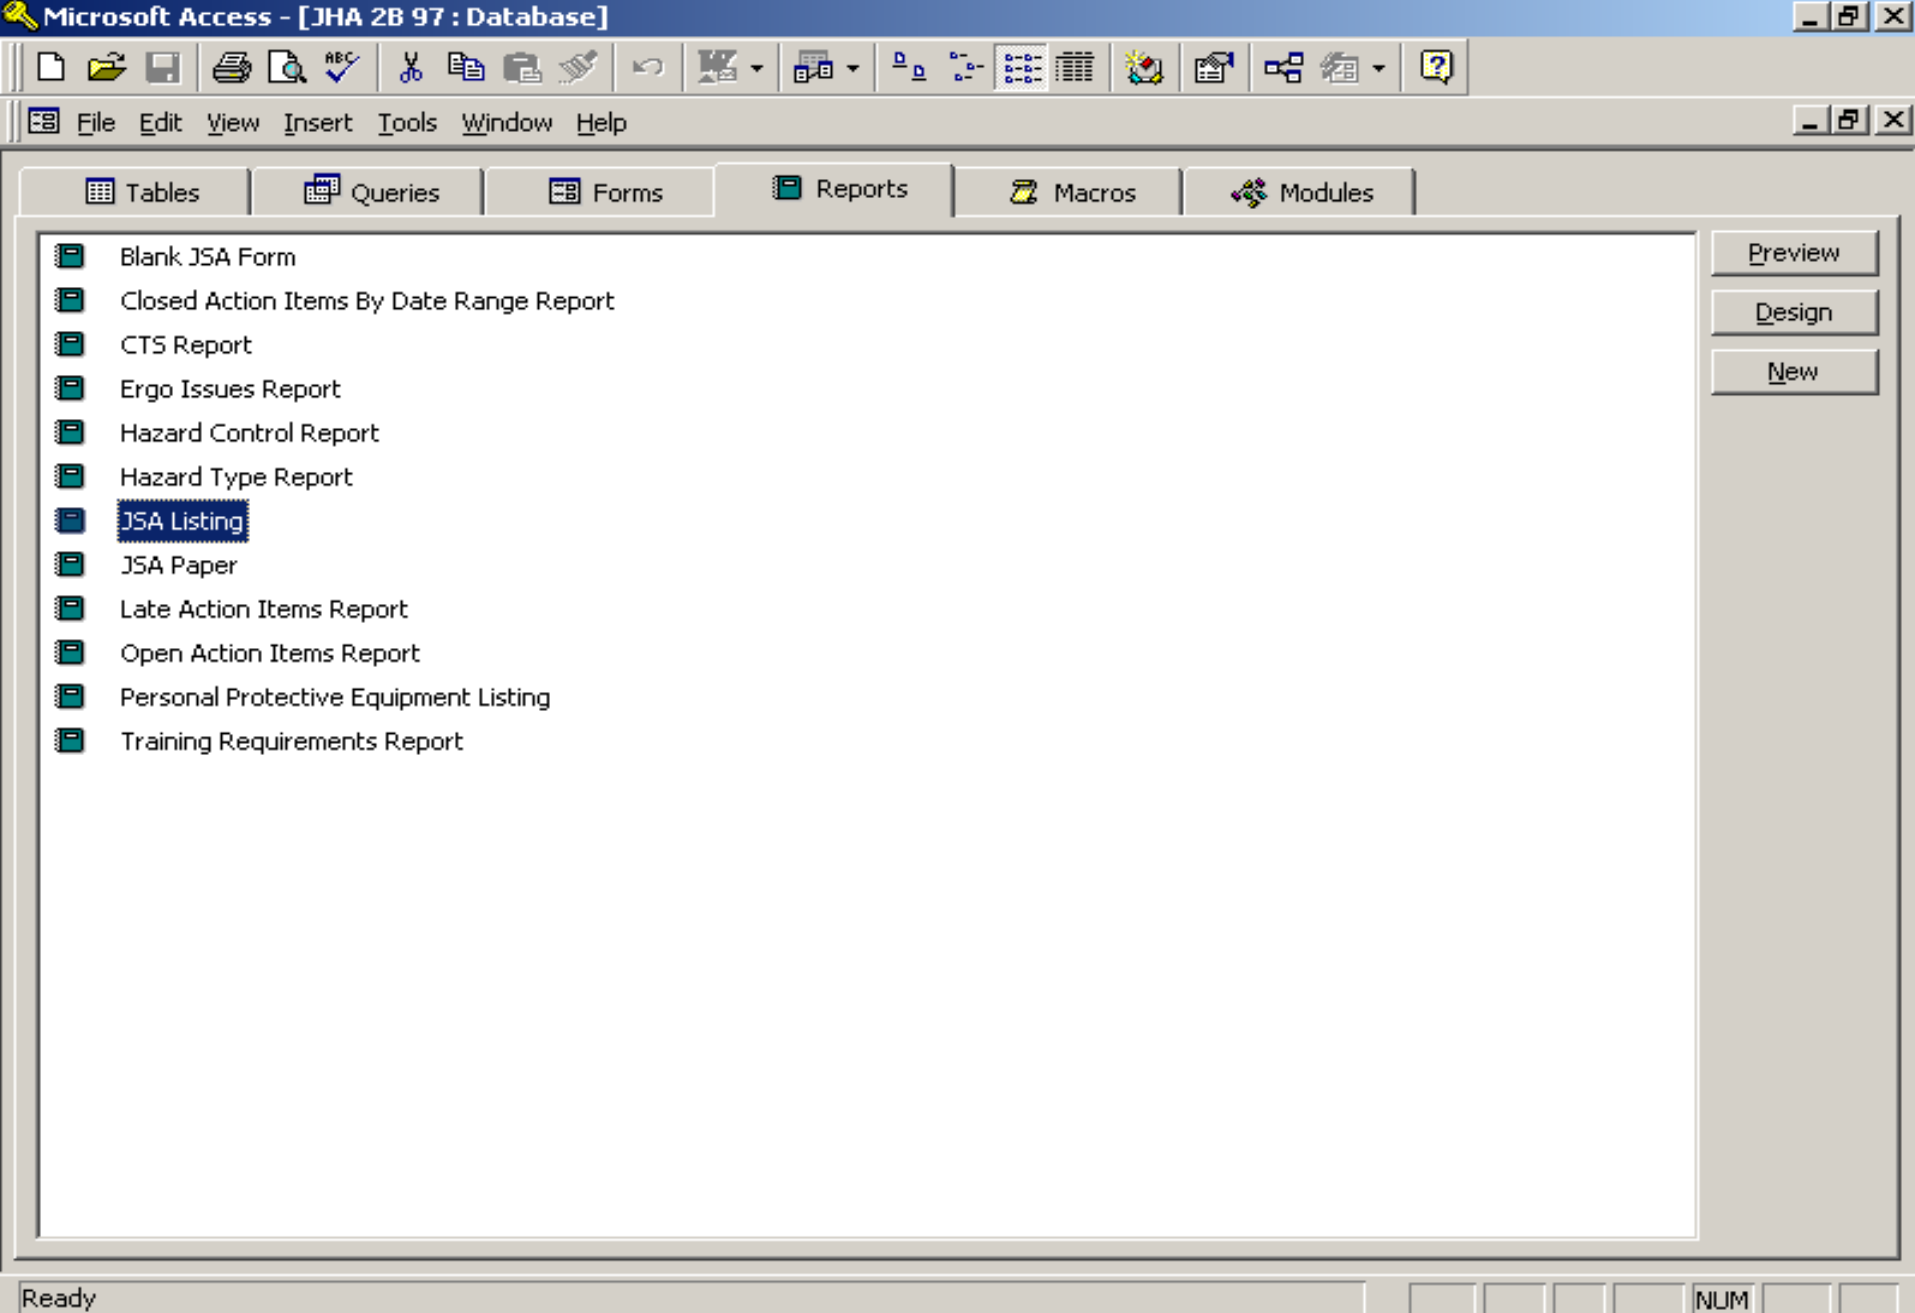 Microsoft Access - [JHA 2B 97 : Database]
ABC
File Edit View Insert Tools Window Help
Tables Queries Forms Reports Macros Modules
Blank JSA Form
Closed Action Items By Date Range Report
CTS Report
Ergo Issues Report
Hazard Control Report
Hazard Type Report
JSA Listing
JSA Paper
Late Action Items Report
Open Action Items Report
Personal Protective Equipment Listing
Training Requirements Report
Preview
Design
New
Ready NUM